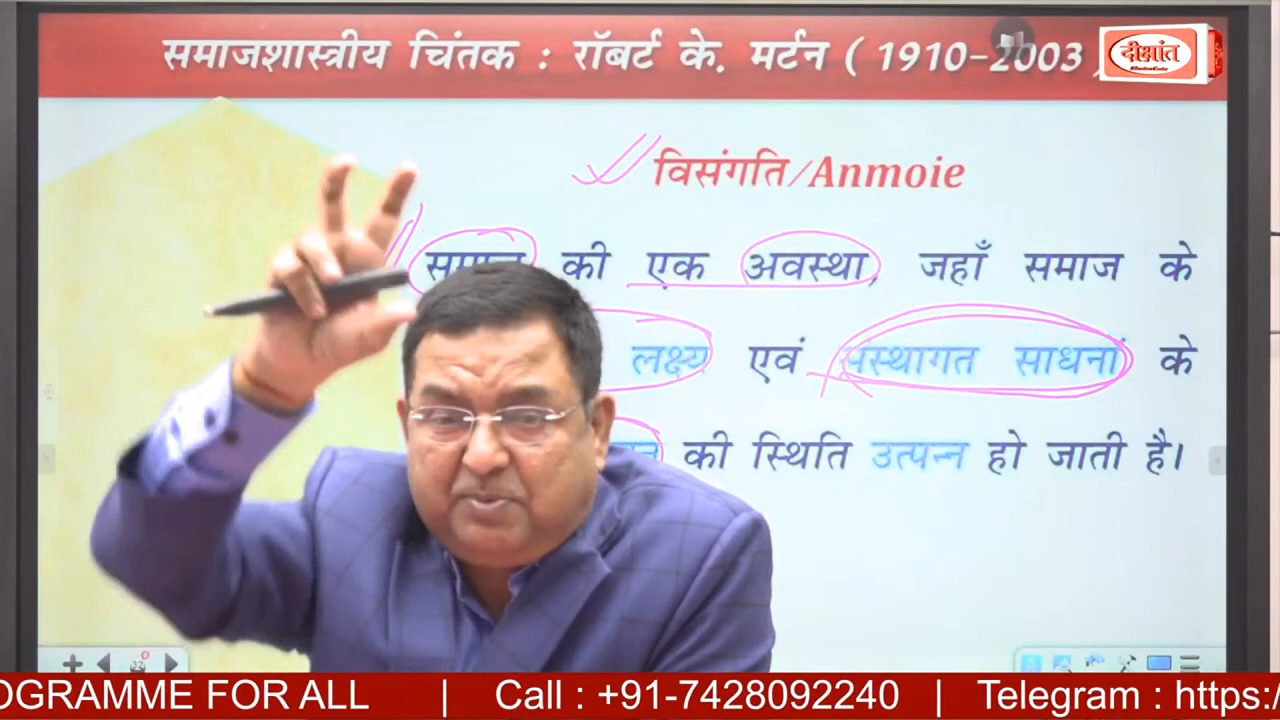 समाजशास्त्रीय चिंतक : रॉबर्ट के. मर्टन ( 1910-2003 )
दीक्षांत
विसंगति/Anmoie
समाज की एक अवस्था, जहाँ समाज के
लक्ष्य एवं संस्थागत साधनों के
की स्थिति उत्पन्न हो जाती है।
OGRAMME FOR ALL | Call : +91-7428092240 | Telegram : https:/